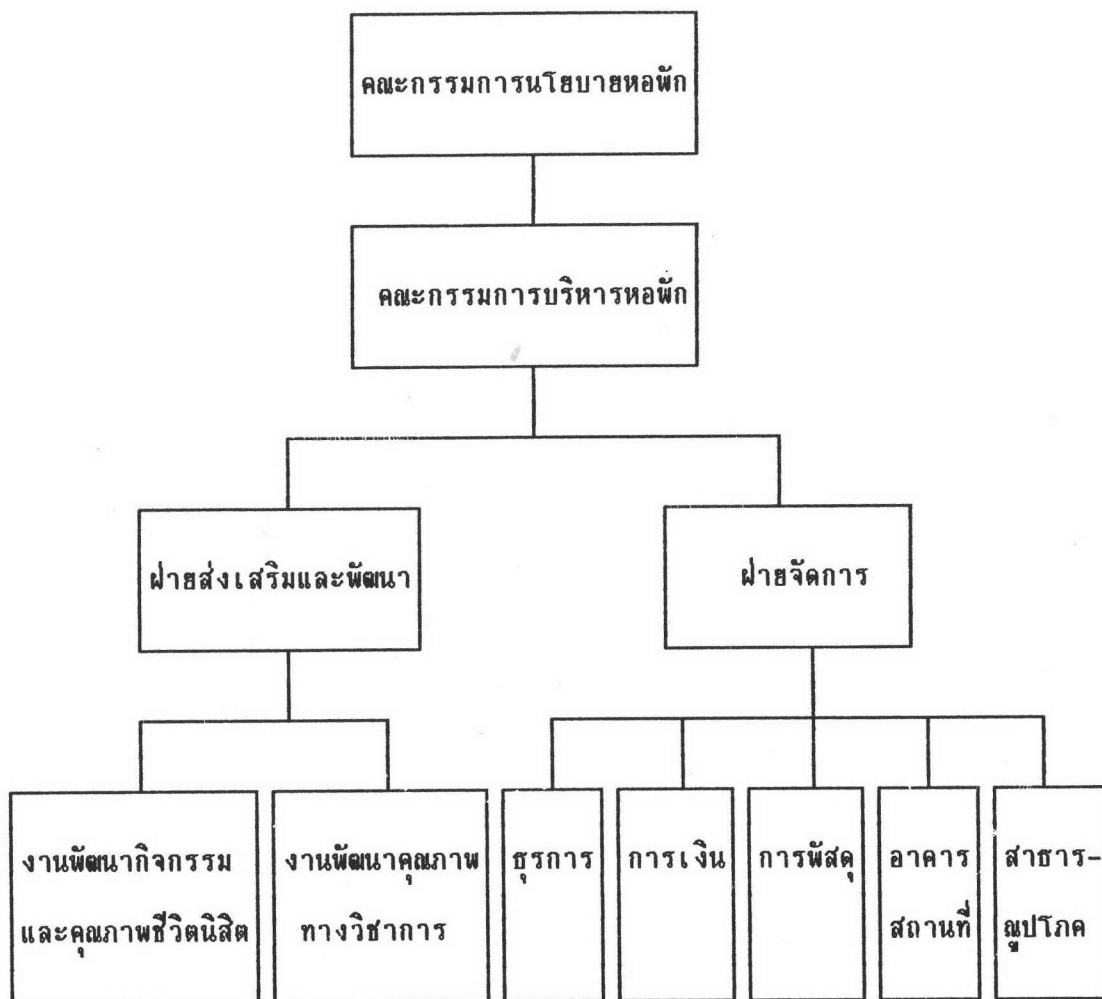 คณะกรรมการนโยบายหอพัก
คณะกรรมการบริหารหอพัก
ฝ่ายส่งเสริมและพัฒนา
ฝ่ายจัดการ
งานพัฒนากิจกรรม
และคุณภาพชีวิตนิสิต
งานพัฒนาคุณภาพ
ทางวิชาการ
ธุรการ
การเงิน
การพัสดุ
อาคาร
สถานที่
สาธาร-
ณูปโภค